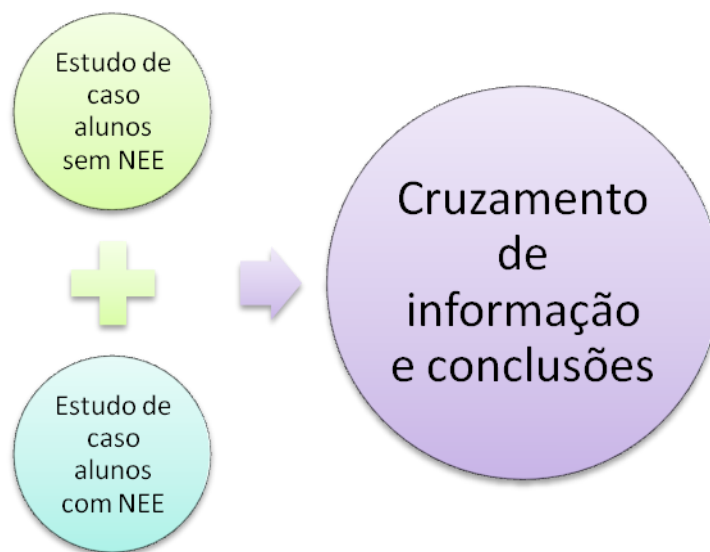 Estudo de
caso
alunos
sem NEE
Estudo de
caso
alunos
com NEE
Cruzamento
de
informação
e conclusões